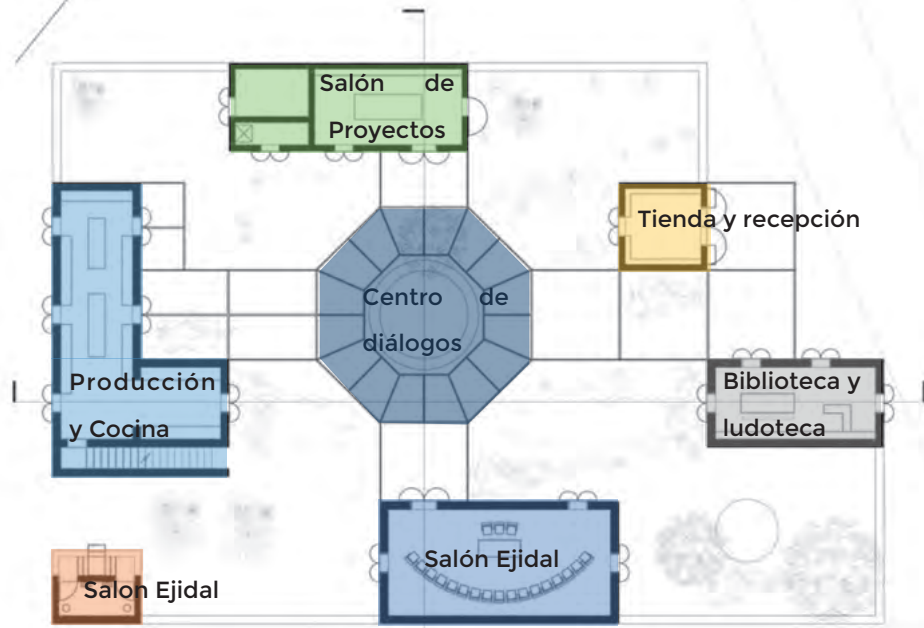 Salón de
Proyectos
Tienda y recepción
Centro de
diálogos
Producción
y Cocina
Biblioteca y
ludoteca
Salón Ejidal
Salon Ejidal